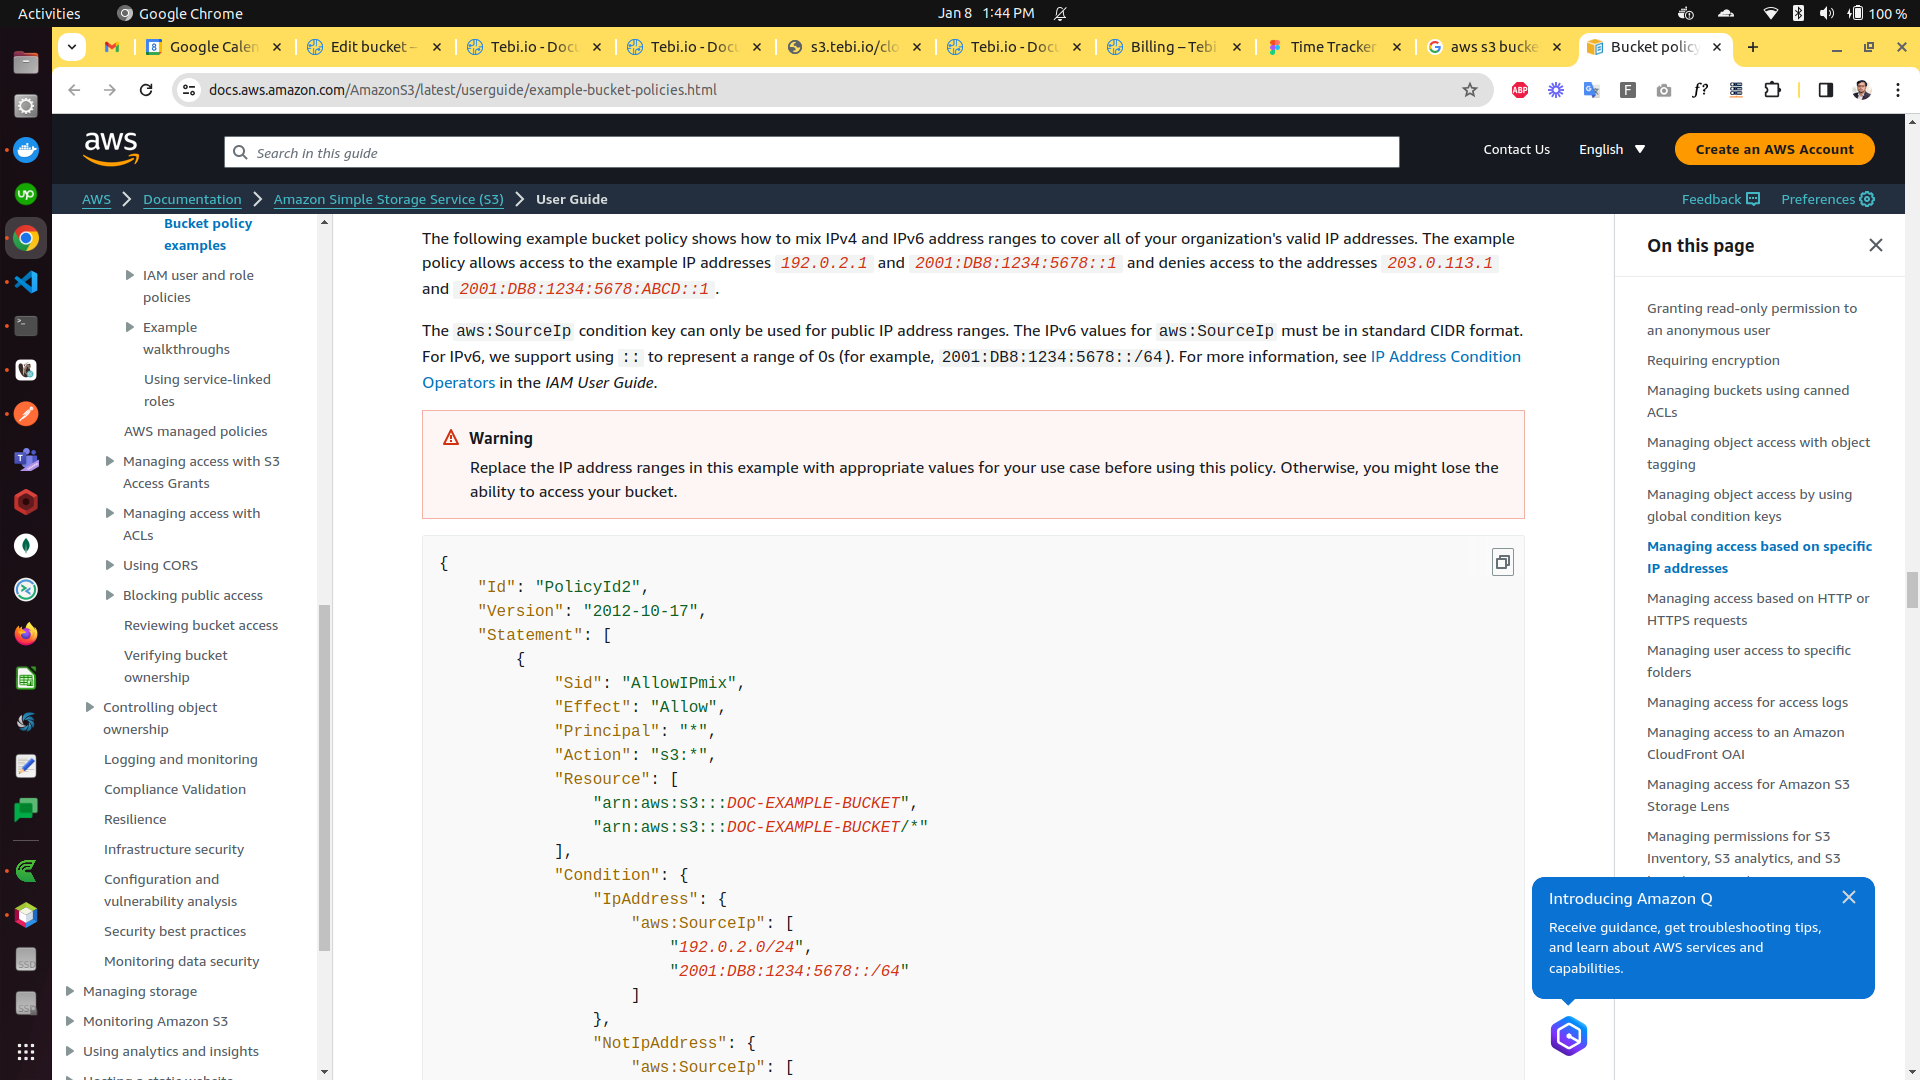 Activities
Google Chrome
Jan 8 1:44 PM
100 %
Google Calen
Edit bucket –
Tebi.io - Docu
Tebi.io - Docu
s3.tebi.io/clo
Tebi.io - Docu
Billing – Tebi
Time Tracker
aws s3 bucke
Bucket policy
docs.aws.amazon.com/AmazonS3/latest/userguide/example-bucket-policies.html
ABP
F
f?
aws
Search in this guide
Contact Us
English
Create an AWS Account
AWS
Documentation
Amazon Simple Storage Service (S3)
User Guide
Feedback
Preferences
Bucket policy
examples
IAM user and role
policies
Example
walkthroughs
Using service-linked
roles
AWS managed policies
Managing access with S3
Access Grants
Managing access with
ACLs
Using CORS
Blocking public access
Reviewing bucket access
Verifying bucket
ownership
Controlling object
ownership
Logging and monitoring
Compliance Validation
Resilience
Infrastructure security
Configuration and
vulnerability analysis
Security best practices
Monitoring data security
Managing storage
Monitoring Amazon S3
Using analytics and insights
The following example bucket policy shows how to mix IPv4 and IPv6 address ranges to cover all of your organization's valid IP addresses. The example
policy allows access to the example IP addresses 192.0.2.1 and 2001:DB8:1234:5678::1 and denies access to the addresses 203.0.113.1
and 2001:DB8:1234:5678:ABCD::1.
The aws:SourceIp condition key can only be used for public IP address ranges. The IPv6 values for aws:SourceIp must be in standard CIDR format.
For IPv6, we support using :: to represent a range of 0s (for example, 2001:DB8:1234:5678::/64). For more information, see IP Address Condition
Operators in the IAM User Guide.
Warning
Replace the IP address ranges in this example with appropriate values for your use case before using this policy. Otherwise, you might lose the
ability to access your bucket.
{
"Id": "PolicyId2",
"Version": "2012-10-17",
"Statement": [
{
"Sid": "AllowIPmix",
"Effect": "Allow",
"Principal": "*",
"Action": "s3:*",
"Resource": [
"arn:aws:s3:::DOC-EXAMPLE-BUCKET",
"arn:aws:s3:::DOC-EXAMPLE-BUCKET/*"
],
"Condition": {
"IpAddress": {
"aws:SourceIp": [
"192.0.2.0/24",
"2001:DB8:1234:5678::/64"
]
},
"NotIpAddress": {
"aws:SourceIp": [
On this page
Granting read-only permission to
an anonymous user
Requiring encryption
Managing buckets using canned
ACLs
Managing object access with object
tagging
Managing object access by using
global condition keys
Managing access based on specific
IP addresses
Managing access based on HTTP or
HTTPS requests
Managing user access to specific
folders
Managing access for access logs
Managing access to an Amazon
CloudFront OAI
Managing access for Amazon S3
Storage Lens
Managing permissions for S3
Inventory, S3 analytics, and S3
Introducing Amazon Q
Receive guidance, get troubleshooting tips,
and learn about AWS services and
capabilities.